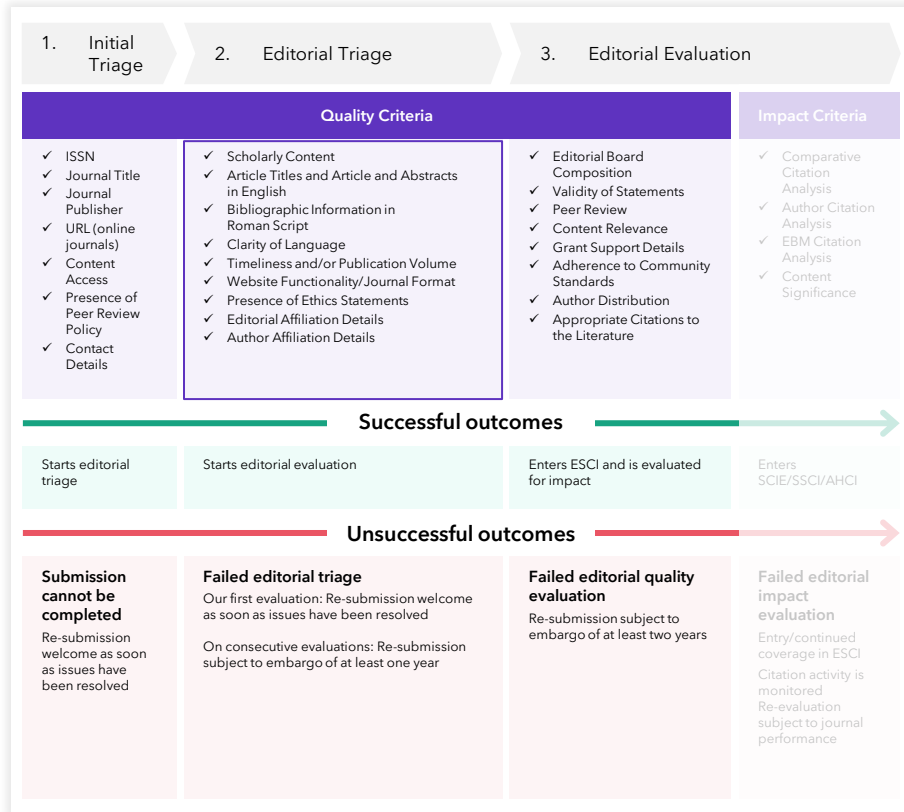 1. Initial
Triage
2. Editorial Triage
3. Editorial Evaluation
Quality Criteria
Impact Criteria
✓ ISSN
✓ Journal Title
✓ Journal
Publisher
✓ URL (online
journals)
✓ Content
Access
✓ Presence of
Peer Review
Policy
✓ Contact
Details
✓ Scholarly Content
✓ Article Titles and Article and Abstracts
in English
✓ Bibliographic Information in
Roman Script
✓ Clarity of Language
✓ Timeliness and/or Publication Volume
✓ Website Functionality/Journal Format
✓ Presence of Ethics Statements
✓ Editorial Affiliation Details
✓ Author Affiliation Details
✓ Editorial Board
Composition
✓ Validity of Statements
✓ Peer Review
✓ Content Relevance
✓ Grant Support Details
✓ Adherence to Community
Standards
✓ Author Distribution
✓ Appropriate Citations to
the Literature
✓ Comparative
Citation
Analysis
✓ Author Citation
Analysis
✓ EBM Citation
Analysis
✓ Content
Significance
Successful outcomes
Starts editorial
triage
Starts editorial evaluation
Enters ESCI and is evaluated
for impact
Enters
SCIE/SSCI/AHCI
Unsuccessful outcomes
Submission
cannot be
completed
Re-submission
welcome as soon
as issues have
been resolved
Failed editorial triage
Our first evaluation: Re-submission welcome
as soon as issues have been resolved
On consecutive evaluations: Re-submission
subject to embargo of at least one year
Failed editorial quality
evaluation
Re-submission subject to
embargo of at least two years
Failed editorial
impact
evaluation
Entry/continued
coverage in ESCI
Citation activity is
monitored
Re-evaluation
subject to journal
performance